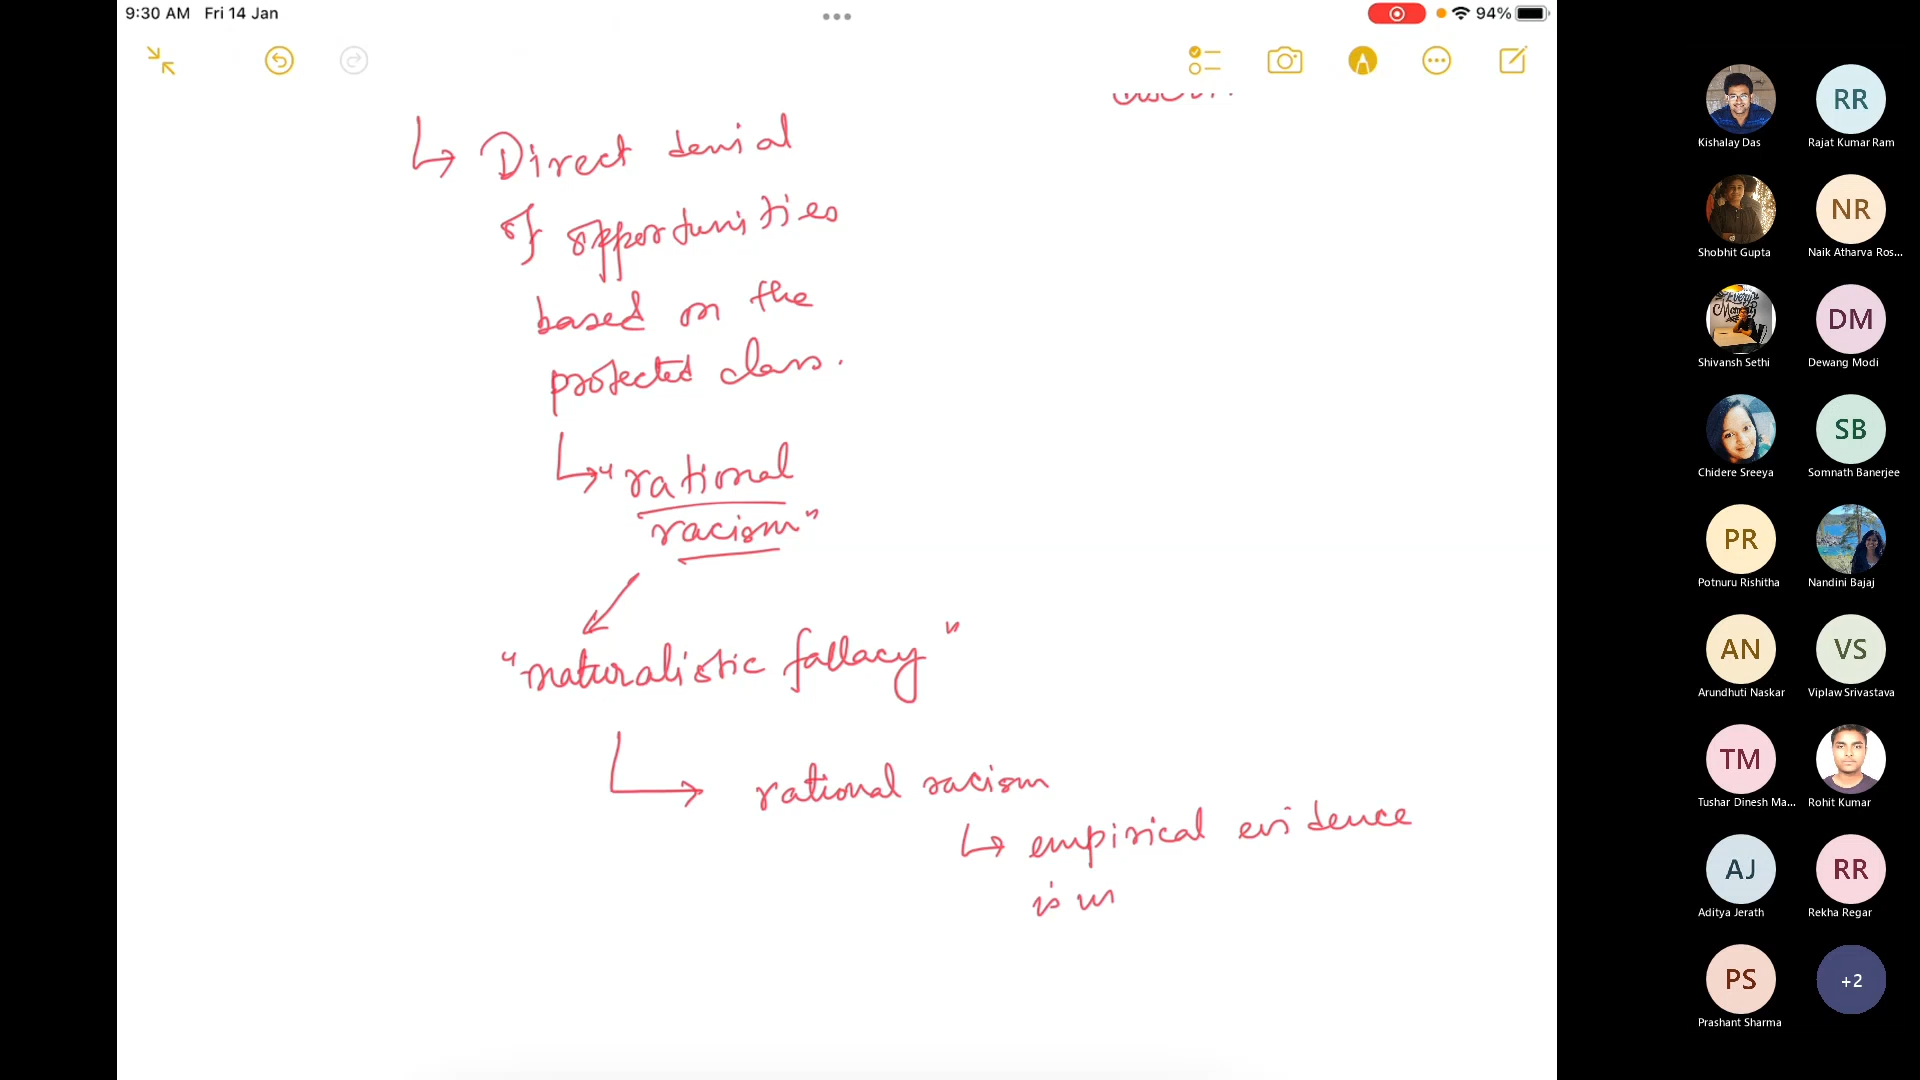 9:30 AM Fri 14 Jan
94%
Direct denial
of opportunities
based on the
protected class.
"rational
racism"
"naturalistic fallacy"
rational racism
empirical evidence
is
RR
Kishalay Das
Rajat Kumar Ram
NR
Shobhit Gupta
Naik Atharva Ros...
DM
Shivansh Sethi
Dewang Modi
SB
Chidere Sreeya
Somnath Banerjee
PR
Potnuru Rishitha
Nandini Bajaj
AN
VS
Arundhuti Naskar
Viplaw Srivastava
TM
Tushar Dinesh Ma...
Rohit Kumar
AJ
RR
Aditya Jerath
Rekha Regar
PS
+2
Prashant Sharma